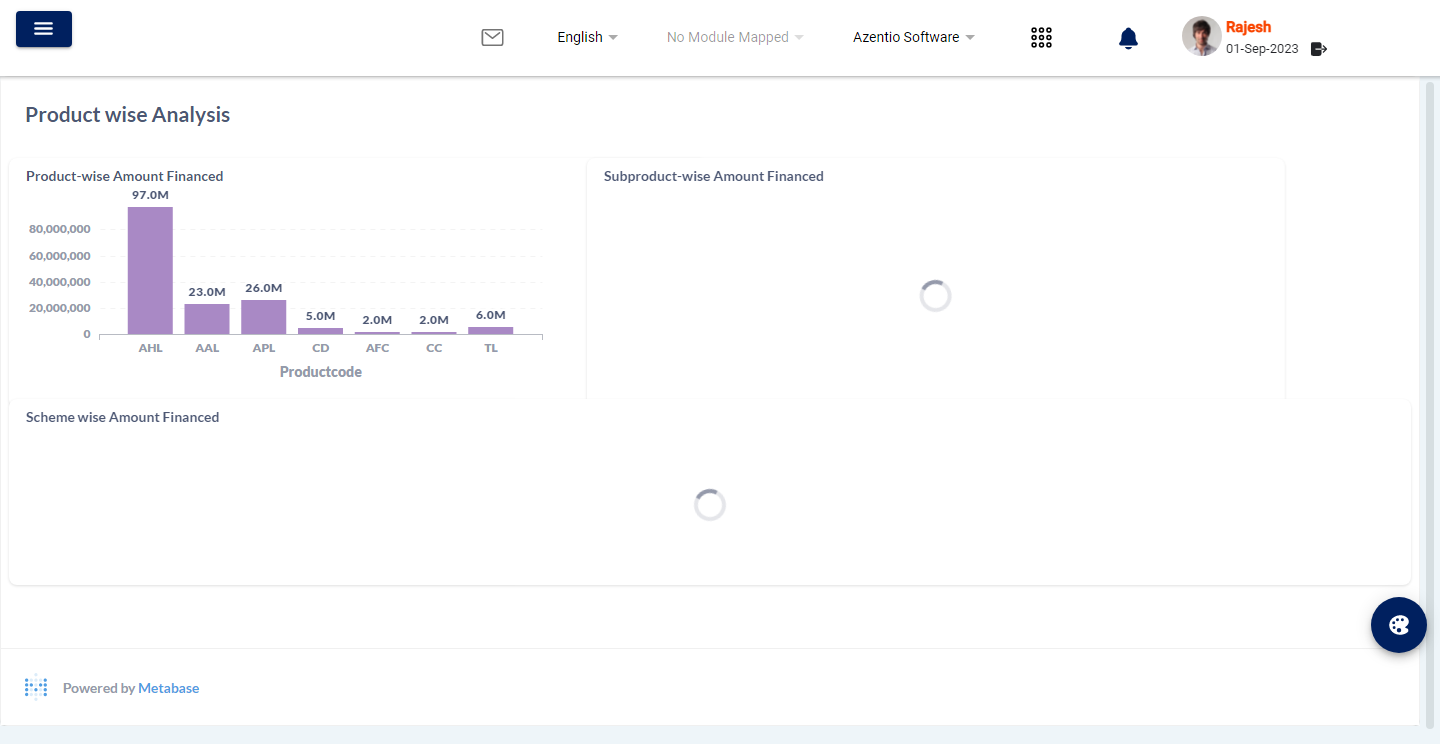 English
No Module Mapped
Azentio Software
Rajesh
01-Sep-2023
Product wise Analysis
Product-wise Amount Financed
97.0M
80,000,000
60,000,000
40,000,000
20,000,000
0
23.0M
26.0M
5.0M
2.0M
2.0M
6.0M
AHL AAL APL CD AFC CC TL
Productcode
Subproduct-wise Amount Financed
Scheme wise Amount Financed
Powered by Metabase